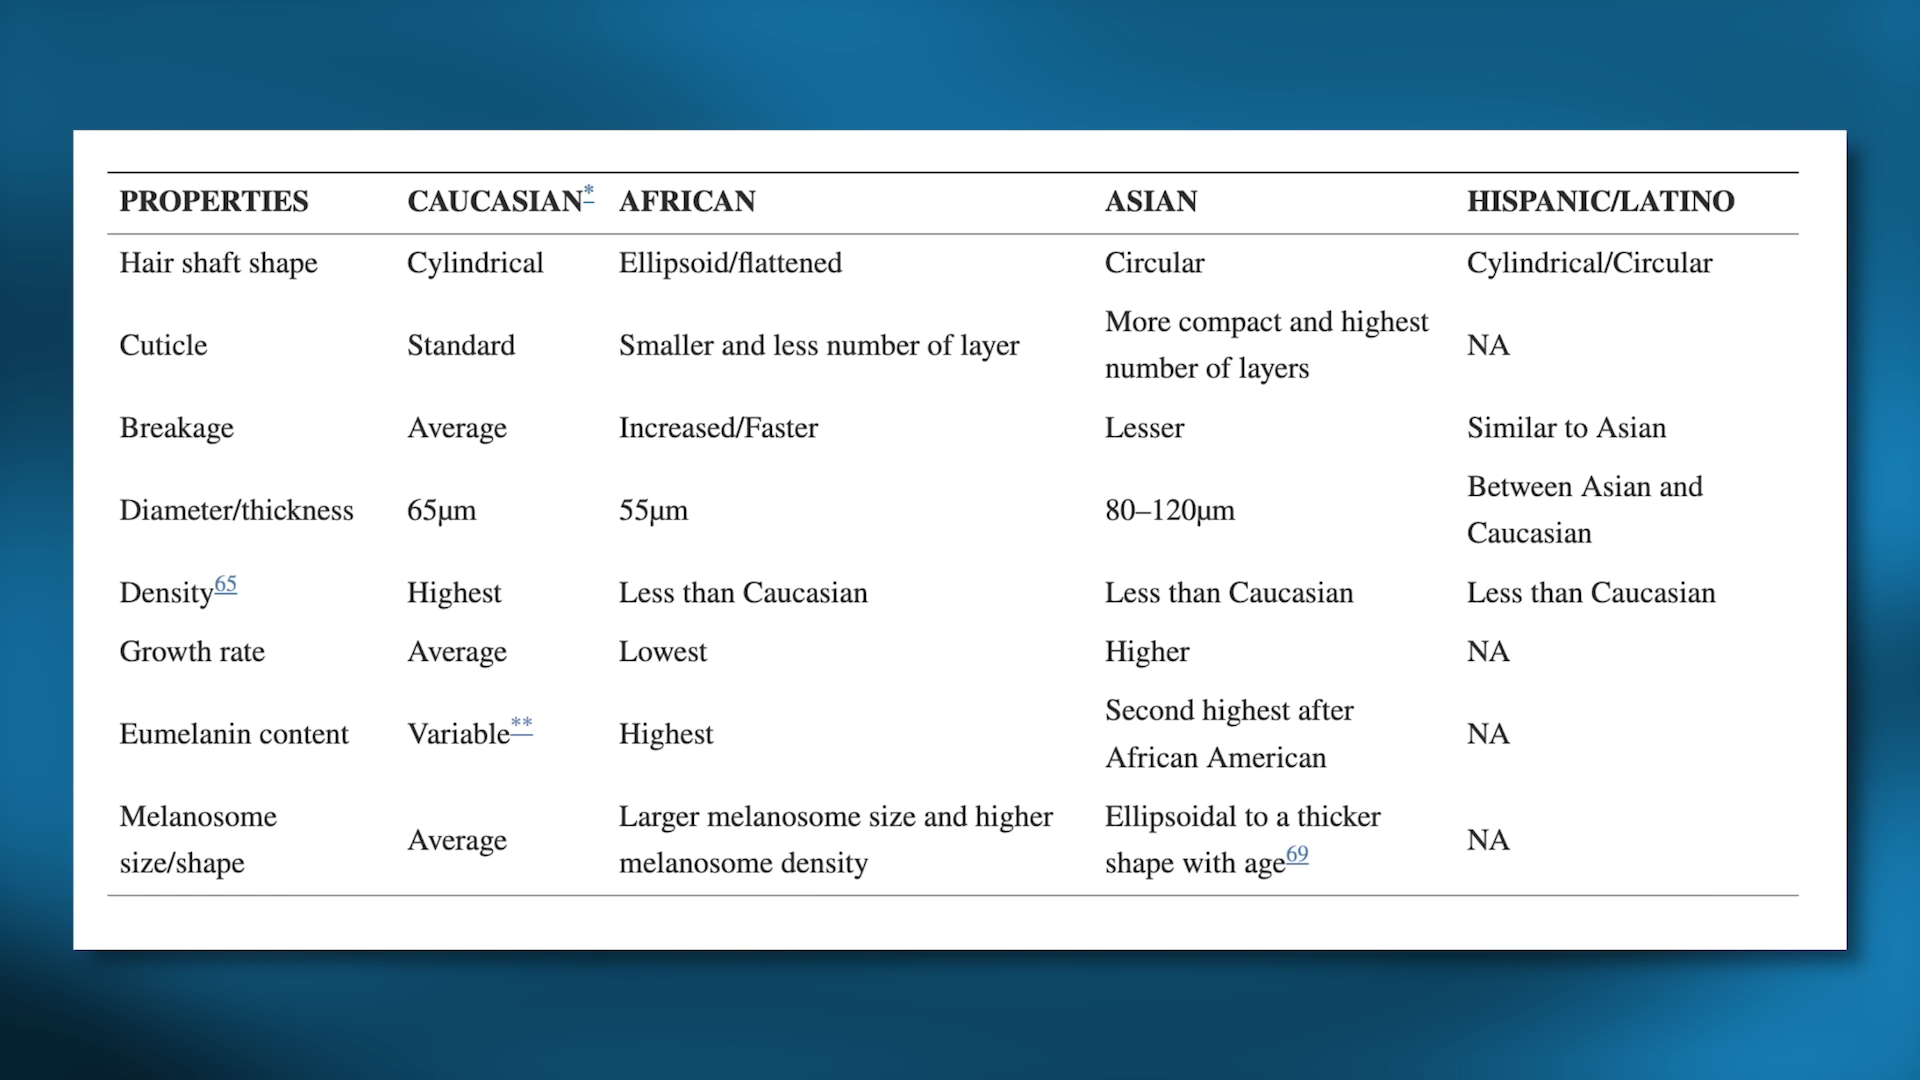 PROPERTIES CAUCASIAN* AFRICAN ASIAN HISPANIC/LATINO
Hair shaft shape Cylindrical Ellipsoid/flattened Circular Cylindrical/Circular
Cuticle Standard Smaller and less number of layer More compact and highest number of layers NA
Breakage Average Increased/Faster Lesser Similar to Asian
Diameter/thickness 65µm 55µm 80–120µm Between Asian and Caucasian
Density65 Highest Less than Caucasian Less than Caucasian Less than Caucasian
Growth rate Average Lowest Higher NA
Eumelanin content Variable** Highest Second highest after African American NA
Melanosome size/shape Average Larger melanosome size and higher melanosome density Ellipsoidal to a thicker shape with age69 NA